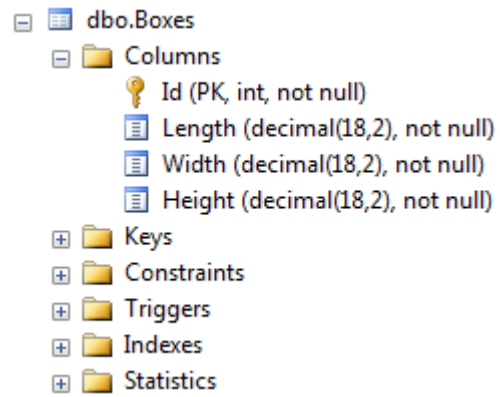 dbo.Boxes
Columns
Id (PK, int, not null)
Length (decimal(18,2), not null)
Width (decimal(18,2), not null)
Height (decimal(18,2), not null)
Keys
Constraints
Triggers
Indexes
Statistics